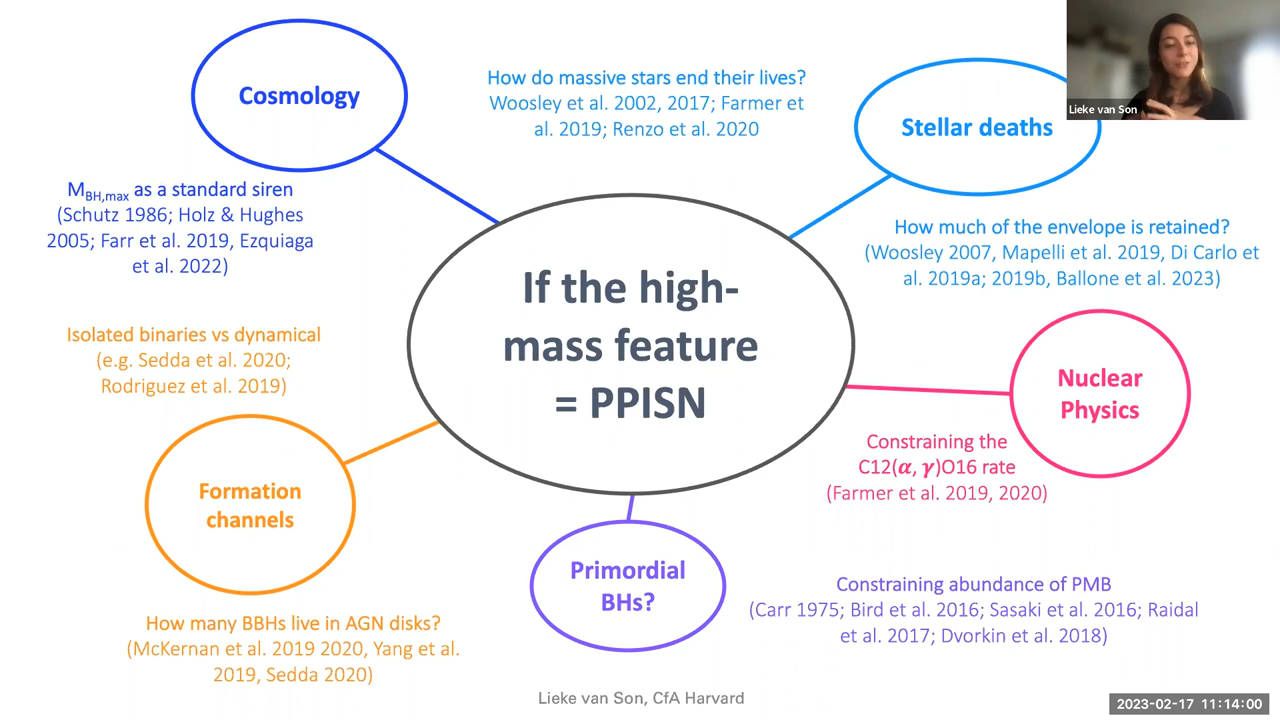 Cosmology
How do massive stars end their lives?
Woosley et al. 2002, 2017; Farmer et
al. 2019; Renzo et al. 2020
Stellar deaths
Lieke van Son
M_BH,max as a standard siren
(Schutz 1986; Holz & Hughes
2005; Farr et al. 2019, Ezquiaga
et al. 2022)
How much of the envelope is retained?
(Woosley 2007, Mapelli et al. 2019, Di Carlo et
al. 2019a; 2019b, Ballone et al. 2023)
If the high-
mass feature
= PPISN
Isolated binaries vs dynamical
(e.g. Sedda et al. 2020;
Rodriguez et al. 2019)
Nuclear
Physics
Constraining the
C12(α, γ)O16 rate
(Farmer et al. 2019, 2020)
Formation
channels
Primordial
BHs?
Constraining abundance of PMB
(Carr 1975; Bird et al. 2016; Sasaki et al. 2016; Raidal
et al. 2017; Dvorkin et al. 2018)
How many BBHs live in AGN disks?
(McKernan et al. 2019 2020, Yang et al.
2019, Sedda 2020)
Lieke van Son, CfA Harvard
2023-02-17 11:14:00